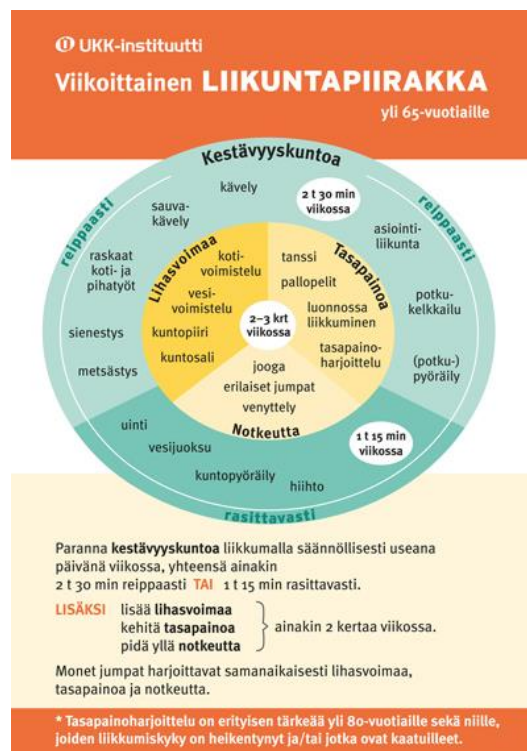 UKK-instituutti
Viikoittainen LIIKUNTAPIIRAKKA
yli 65-vuotiaille
Kestävyyskuntoa
reippaasti
reippaasti
kävely
2 t 30 min
viikossa
sauva-
kävely
asiointi-
liikunta
raskaat
koti- ja
pihatyöt
potku-
kelkkailu
sienestys
metsästys
(potku-)
pyöräily
Lihasvoimaa
koti-
voimistelu
vesi-
voimistelu
kuntopiiri
kuntosali
Tasapainoa
tanssi
pallopelit
luonnossa
liikkuminen
tasapaino-
harjoittelu
2–3 krt
viikossa
jooga
erilaiset jumpat
venyttely
Notkeutta
uinti
vesijuoksu
kuntopyöräily
hiihto
1 t 15 min
viikossa
rasittavasti
Paranna kestävyyskuntoa liikkumalla säännöllisesti useana
päivänä viikossa, yhteensä ainakin
2 t 30 min reippaasti TAI 1 t 15 min rasittavasti.
LISÄKSI lisää lihasvoimaa
kehitä tasapainoa
pidä yllä notkeutta
ainakin 2 kertaa viikossa.
Monet jumpat harjoittavat samanaikaisesti lihasvoimaa,
tasapainoa ja notkeutta.
* Tasapainoharjoittelu on erityisen tärkeää yli 80-vuotiaille sekä niille,
joiden liikkumiskyky on heikentynyt ja/tai jotka ovat kaatuilleet.